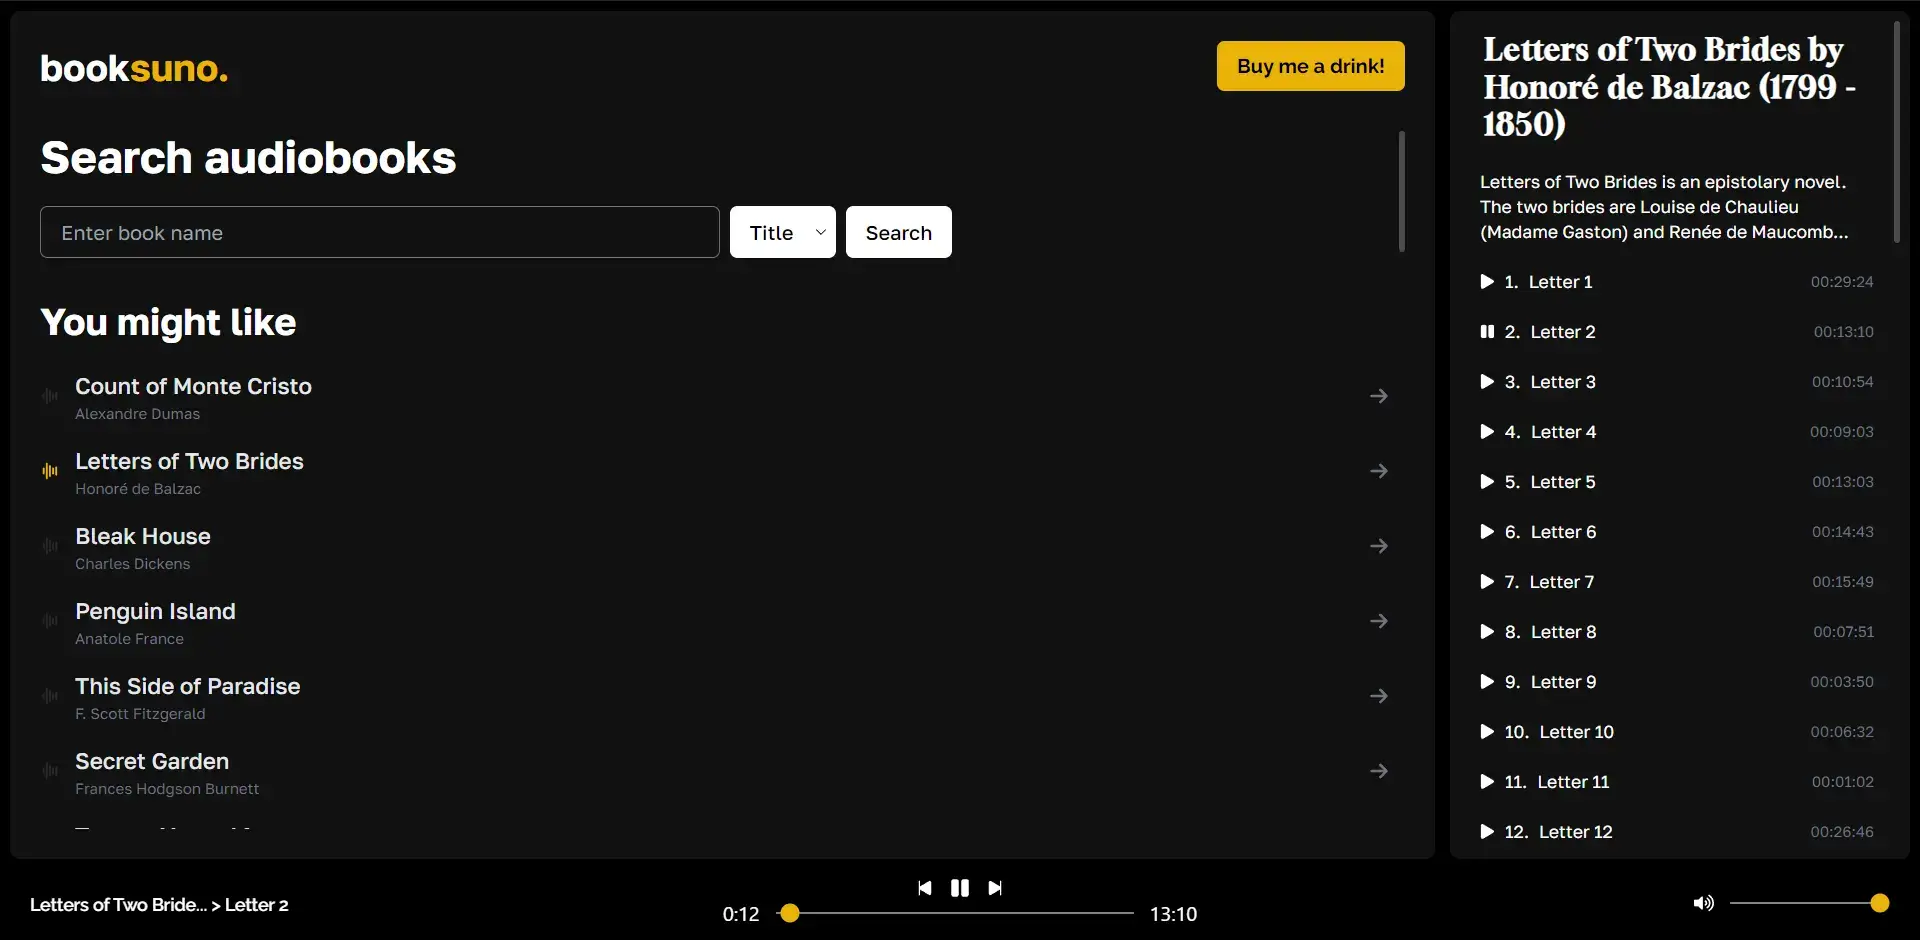 booksuno.
Buy me a drink!
Search audiobooks
Enter book name
Title
Search
You might like
Count of Monte Cristo
Alexandre Dumas
Letters of Two Brides
Honoré de Balzac
Bleak House
Charles Dickens
Penguin Island
Anatole France
This Side of Paradise
F. Scott Fitzgerald
Secret Garden
Frances Hodgson Burnett
Letters of Two Brides by
Honoré de Balzac (1799 -
1850)
Letters of Two Brides is an epistolary novel.
The two brides are Louise de Chaulieu
(Madame Gaston) and Renée de Maucomb...
1. Letter 1 00:29:24
2. Letter 2 00:13:10
3. Letter 3 00:10:54
4. Letter 4 00:09:03
5. Letter 5 00:13:03
6. Letter 6 00:14:43
7. Letter 7 00:15:49
8. Letter 8 00:07:51
9. Letter 9 00:03:50
10. Letter 10 00:06:32
11. Letter 11 00:01:02
12. Letter 12 00:26:46
Letters of Two Bride... > Letter 2
0:12
13:10